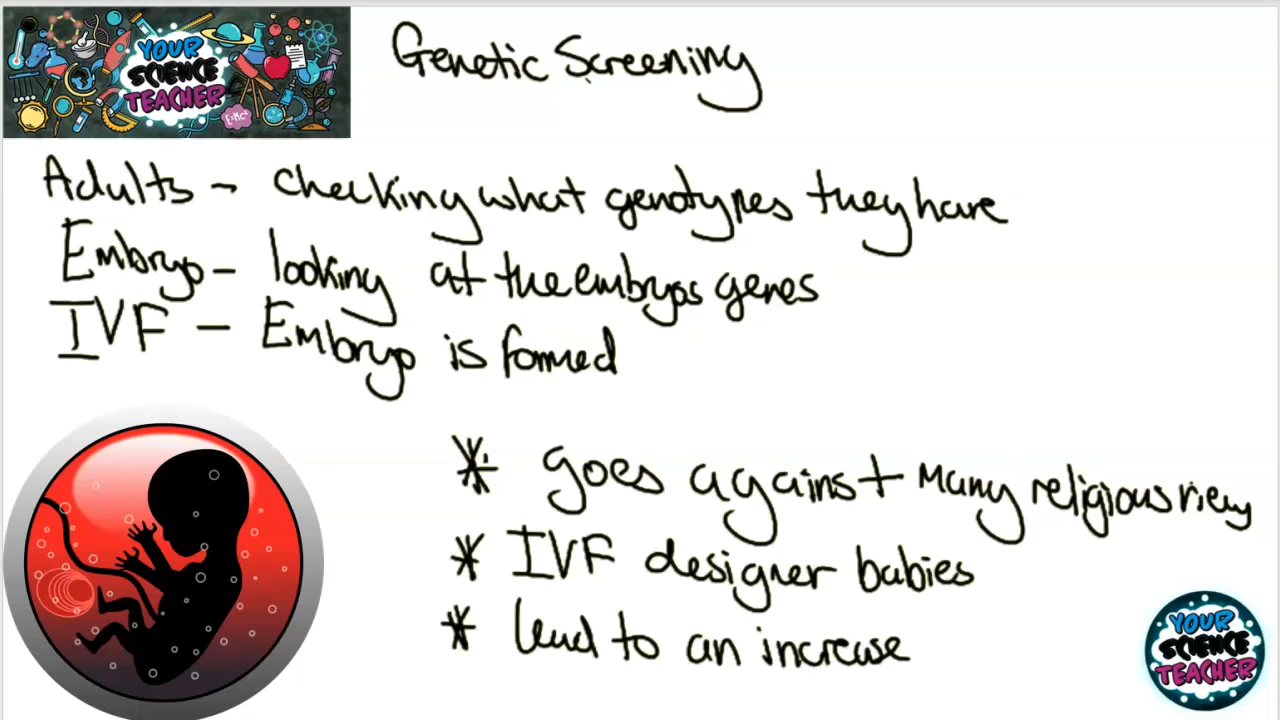 YOUR
SCIENCE
TEACHER
E=MC²
Genetic Screening
Adults - checking what genotypes they have
Embryo - looking at the embryos genes
IVF - Embryo is formed
* goes against many religious view
* IVF designer babies
* lead to an increase
YOUR
SCIENCE
TEACHER